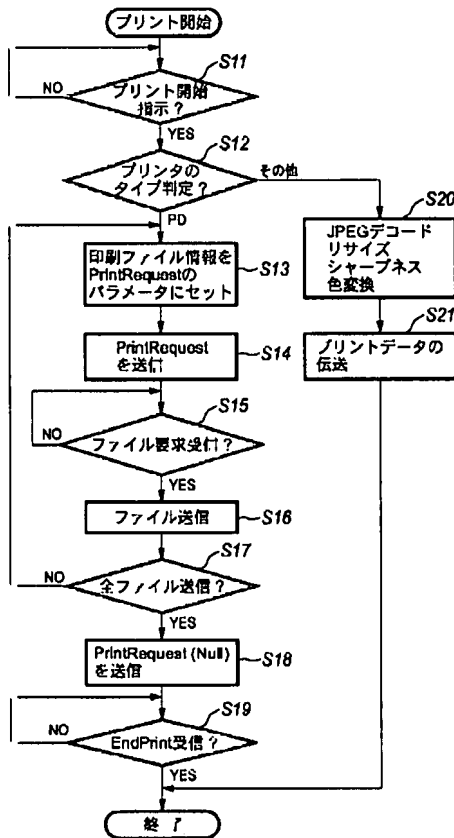 プリント開始
S11
プリント開始
指示?
NO
YES
S12
プリンタの
タイプ判定?
その他
PD
S13
印刷ファイル情報を
PrintRequestの
パラメータにセット
S20
JPEGデコード
リサイズ
シャープネス
色変換
S14
PrintRequest
を送信
S21
プリントデータの
伝送
S15
ファイル要求受信?
NO
YES
S16
ファイル送信
S17
全ファイル送信?
NO
YES
S18
PrintRequest (Null)
を送信
S19
EndPrint受信?
NO
YES
終 了